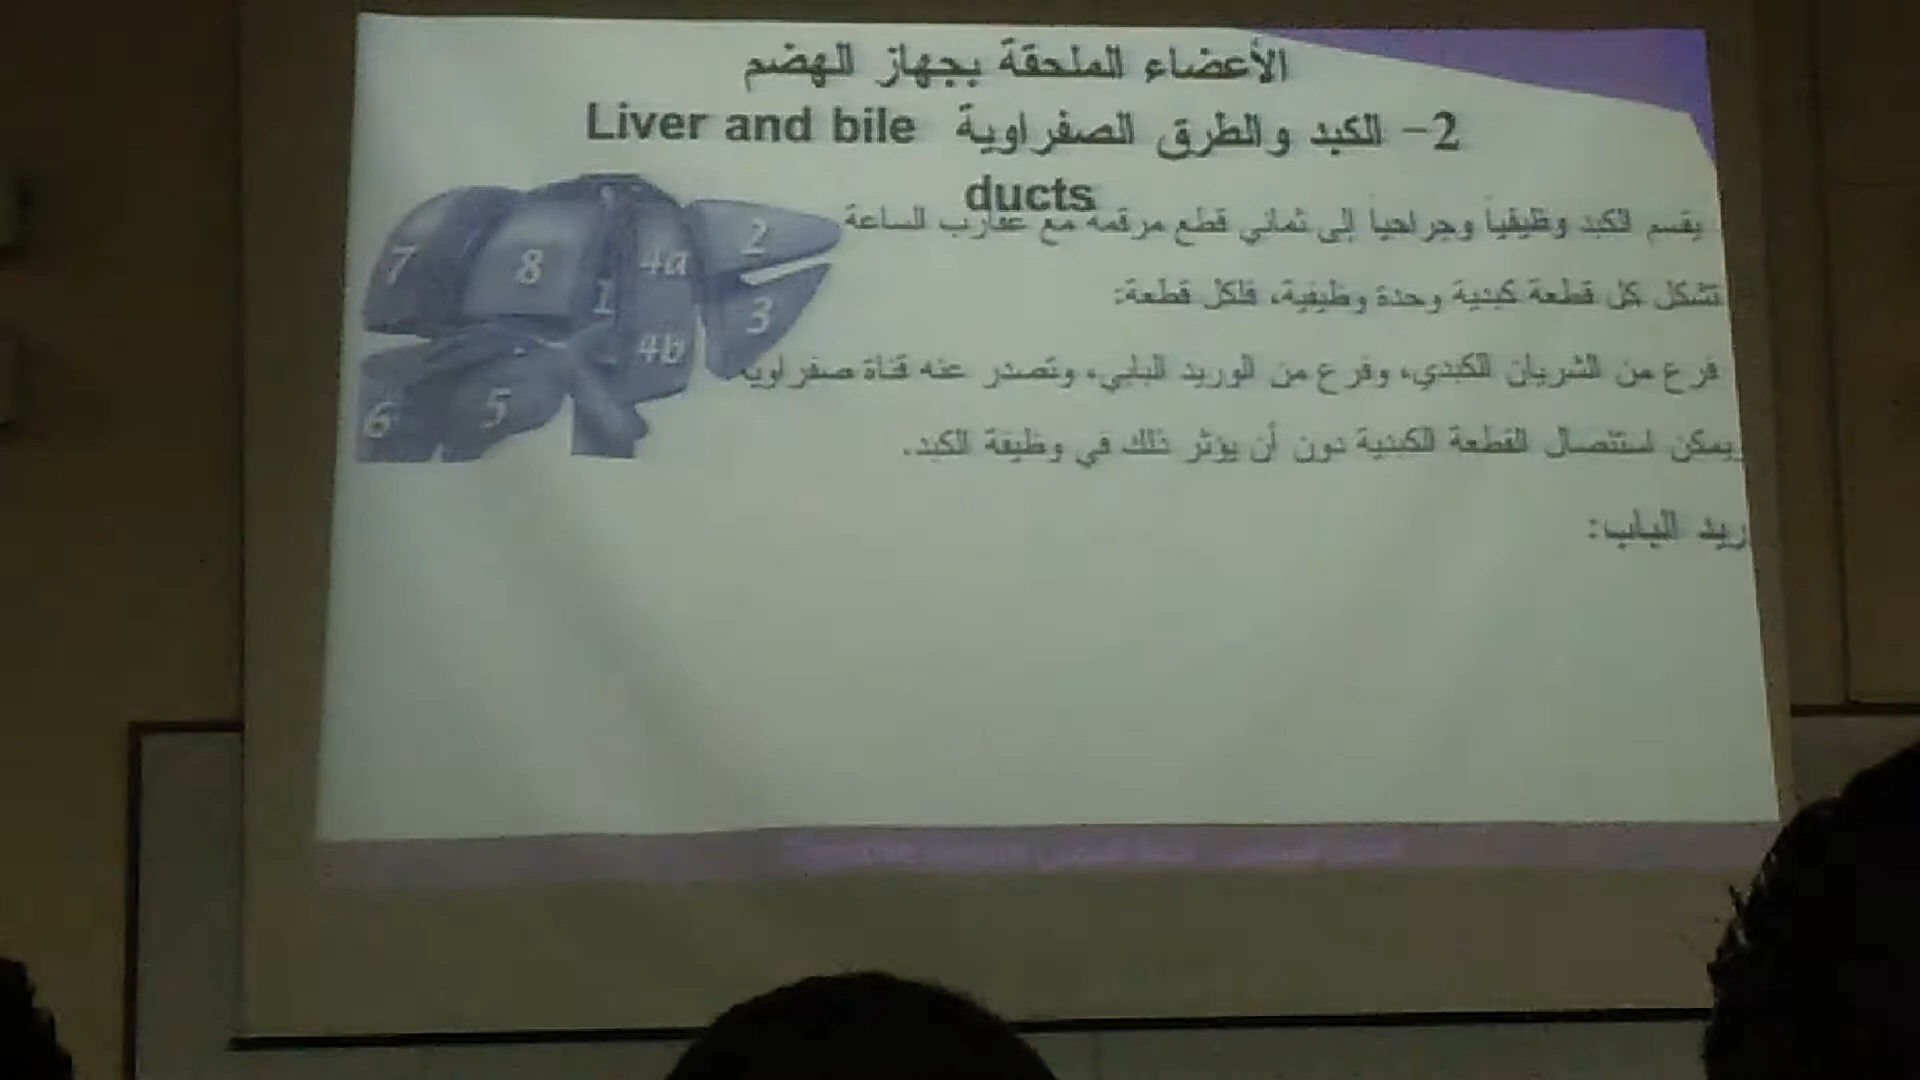 الأعضاء الملحقة بجهاز الهضم
2- الكبد والطرق الصفراوية Liver and bile
ducts
يقسم الكبد وظيفياً وجراحياً إلى ثماني قطع مرقمة مع عقارب الساعة
تشكل كل قطعة كبدية وحدة وظيفية، فلكل قطعة:
فرع من الشريان الكبدي، وفرع من الوريد البابي، وتصدر عنه قناة صفراوية.
يمكن استئصال القطعة الكبدية دون أن يؤثر ذلك في وظيفة الكبد.
ريد الباب:
7
8
1
4a
2
3
4b
6
5